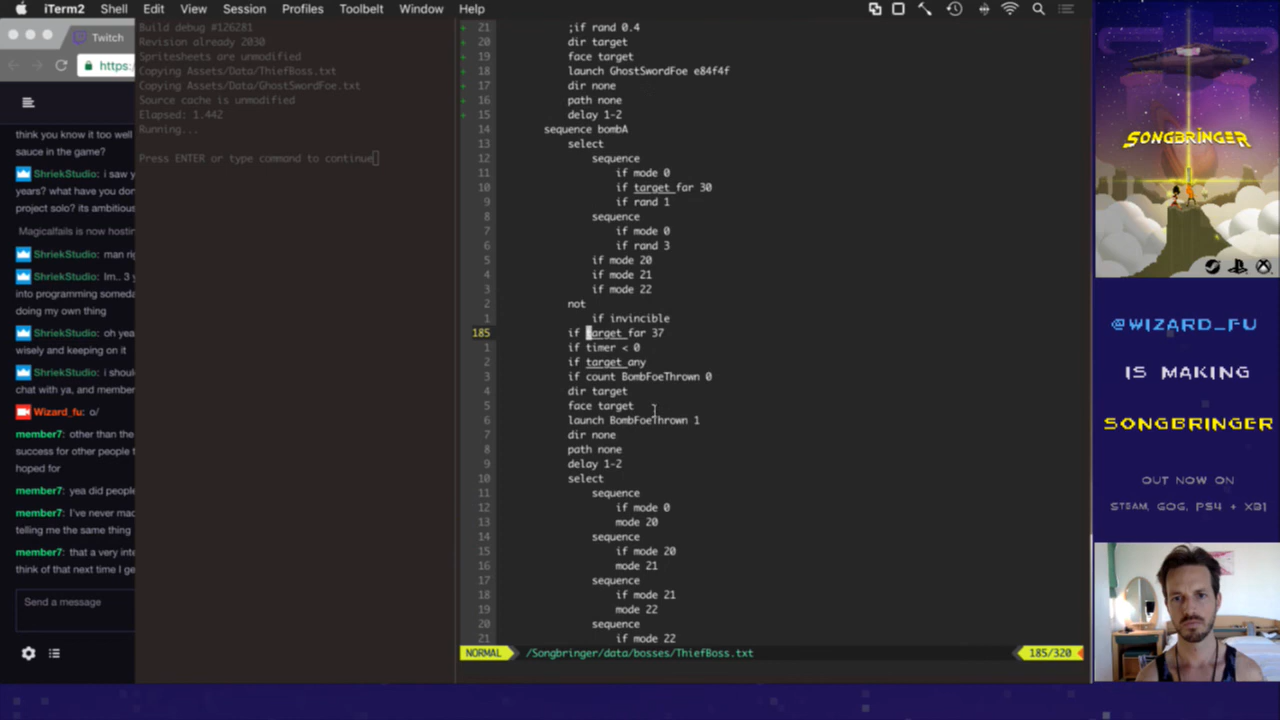 iTerm2 Shell Edit View Session Profiles Toolbelt Window Help
Twitch
https:
think you know it too well
sauce in the game?
ShriekStudio: i saw y
years? what have you don
project solo? its ambitious
Magicalfails is now hostin
ShriekStudio: man rig
ShriekStudio: Im.. 3 y
into programming someda
doing my own thing
ShriekStudio: oh yea
wisely and keeping on it
ShriekStudio: i shoul
chat with ya, and member
Wizard_fu: o/
member7: other than the
success for other people t
hoped for
member7: yea did people
member7: I've never mac
telling me the same thing
member7: that a very inte
think of that next time I ge
Send a message
Build debug #126281
Revision already 2030
Spritesheets are unmodified
Copying Assets/Data/ThiefBoss.txt
Copying Assets/Data/GhostSwordFoe.txt
Source cache is unmodified
Elapsed: 1.442
Running...
Press ENTER or type command to continue
+ 21 ;if rand 0.4
+ 20 dir target
+ 19 face target
+ 18 launch GhostSwordFoe e84f4f
+ 17 dir none
+ 16 path none
+ 15 delay 1-2
14 sequence bombA
13 select
12 sequence
11 if mode 0
10 if target far 30
9 if rand 1
8 sequence
7 if mode 0
6 if rand 3
5 if mode 20
4 if mode 21
3 if mode 22
2 not
1 if invincible
185 if target far 37
1 if timer < 0
2 if target any
3 if count BombFoeThrown 0
4 dir target
5 face target
6 launch BombFoeThrown 1
7 dir none
8 path none
9 delay 1-2
10 select
11 sequence
12 if mode 0
13 mode 20
14 sequence
15 if mode 20
16 mode 21
17 sequence
18 if mode 21
19 mode 22
20 sequence
21 if mode 22
NORMAL /Songbringer/data/bosses/ThiefBoss.txt 185/320
SONGBRINGER
@WIZARD_FU
IS MAKING
SONGBRINGER
OUT NOW ON
STEAM, GOG, PS4 + XB1